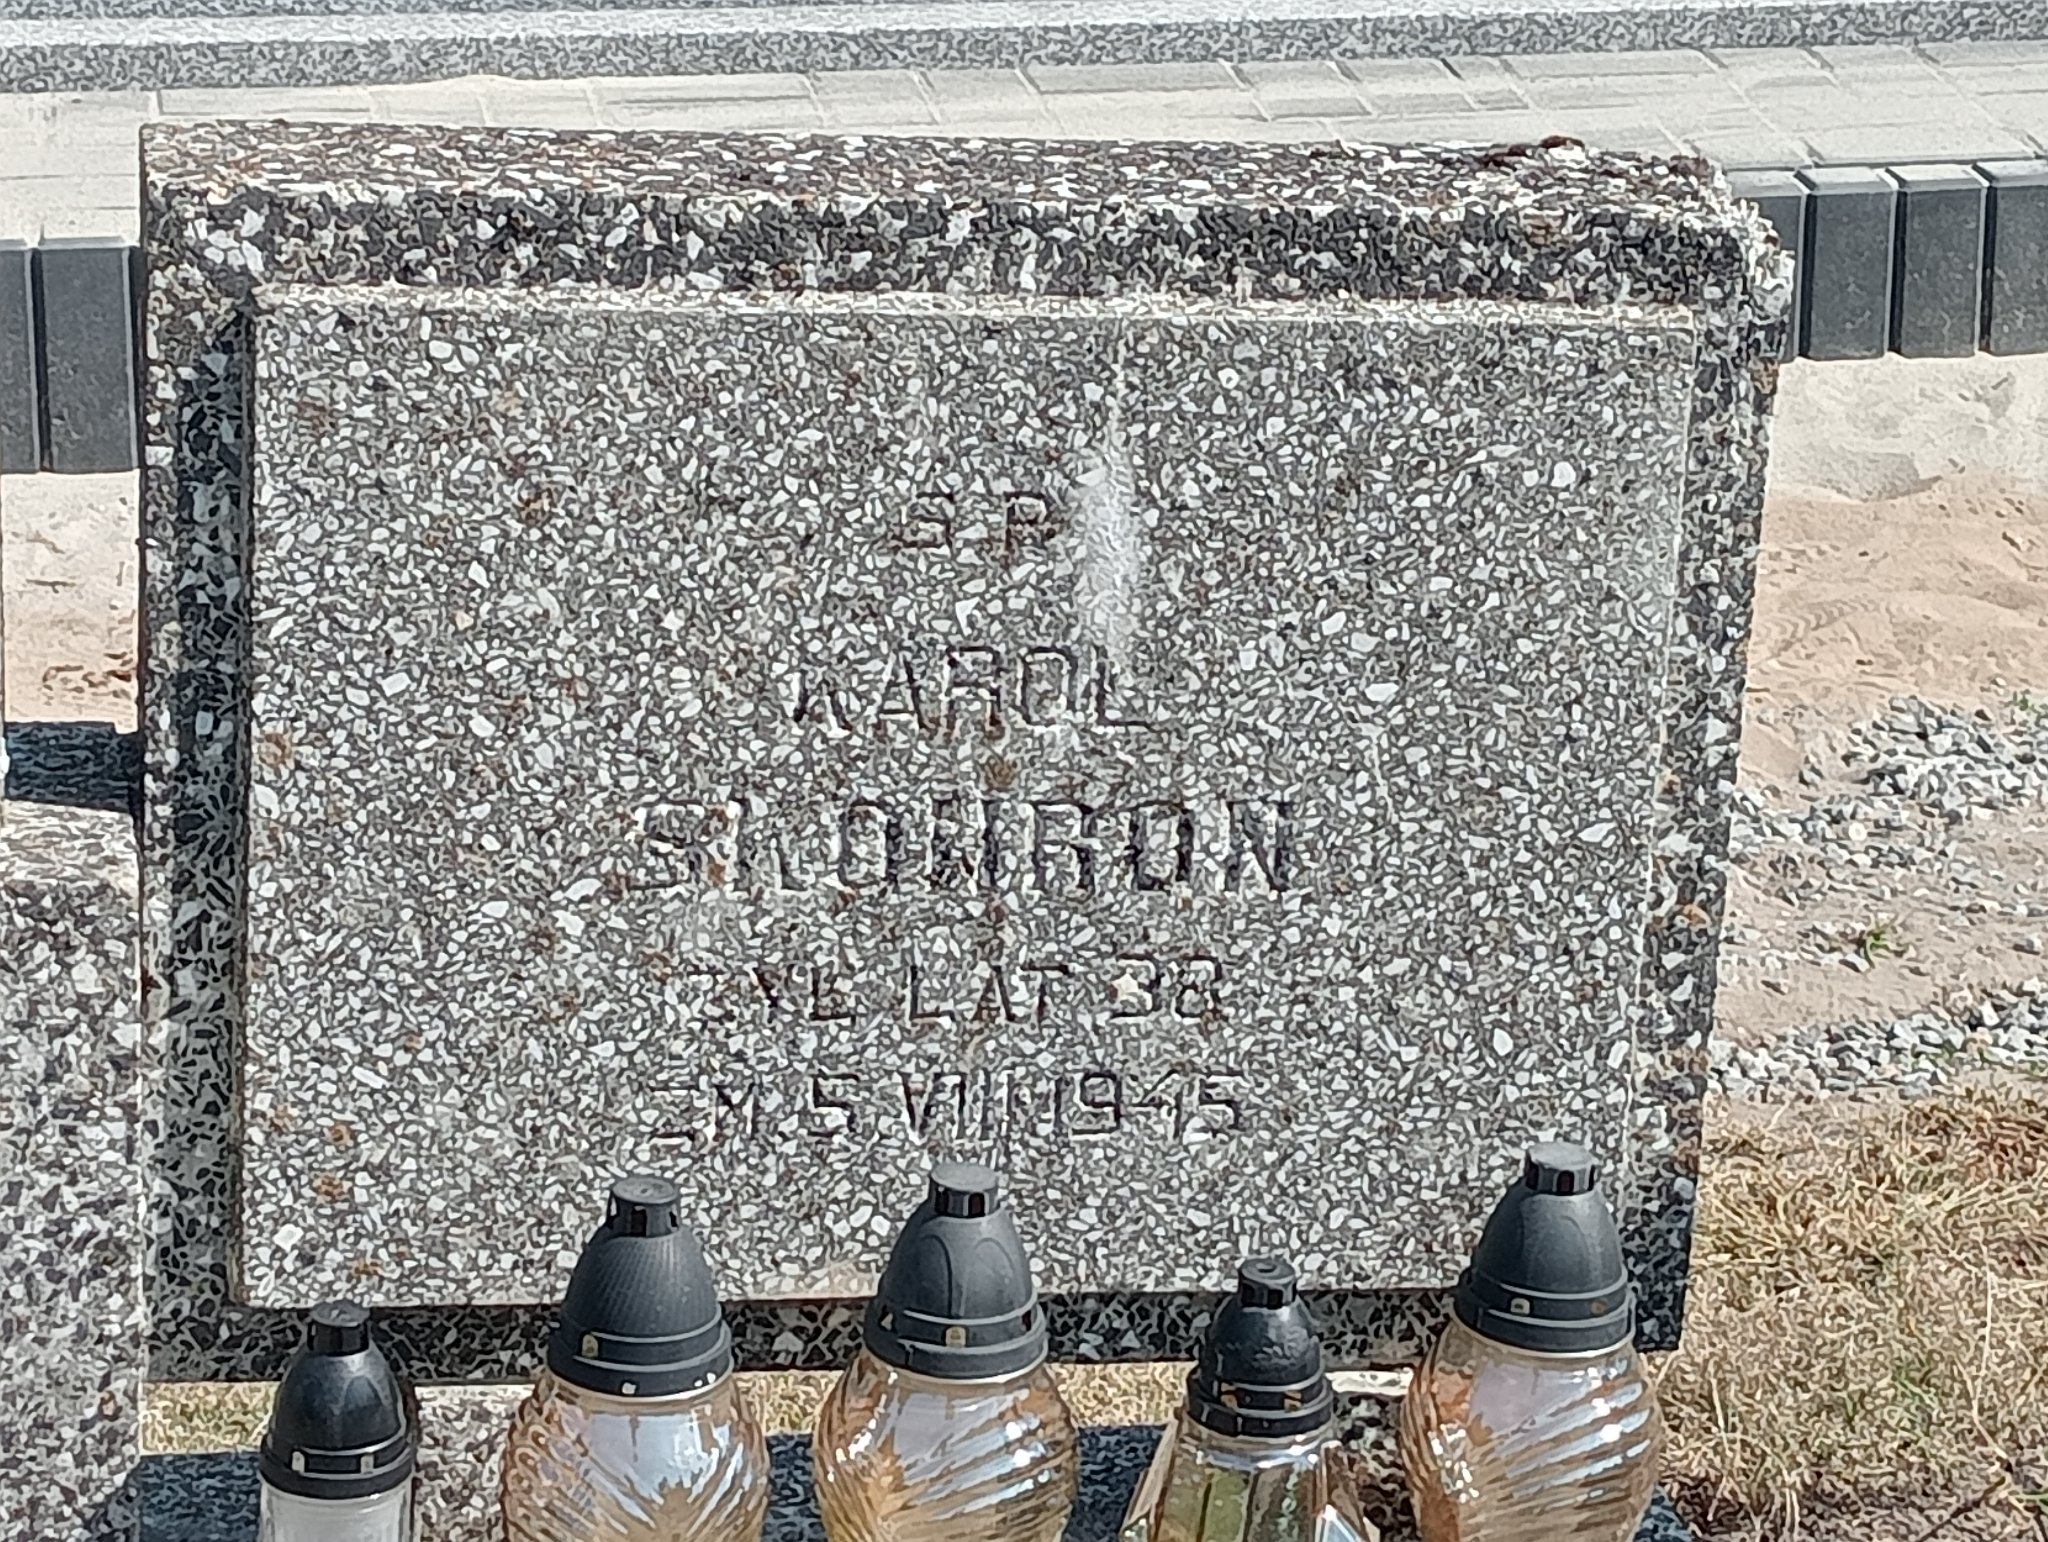 Ś P
KAROL
SKOWRON
ŻYŁ LAT 38
ZM 5 VIII 1945